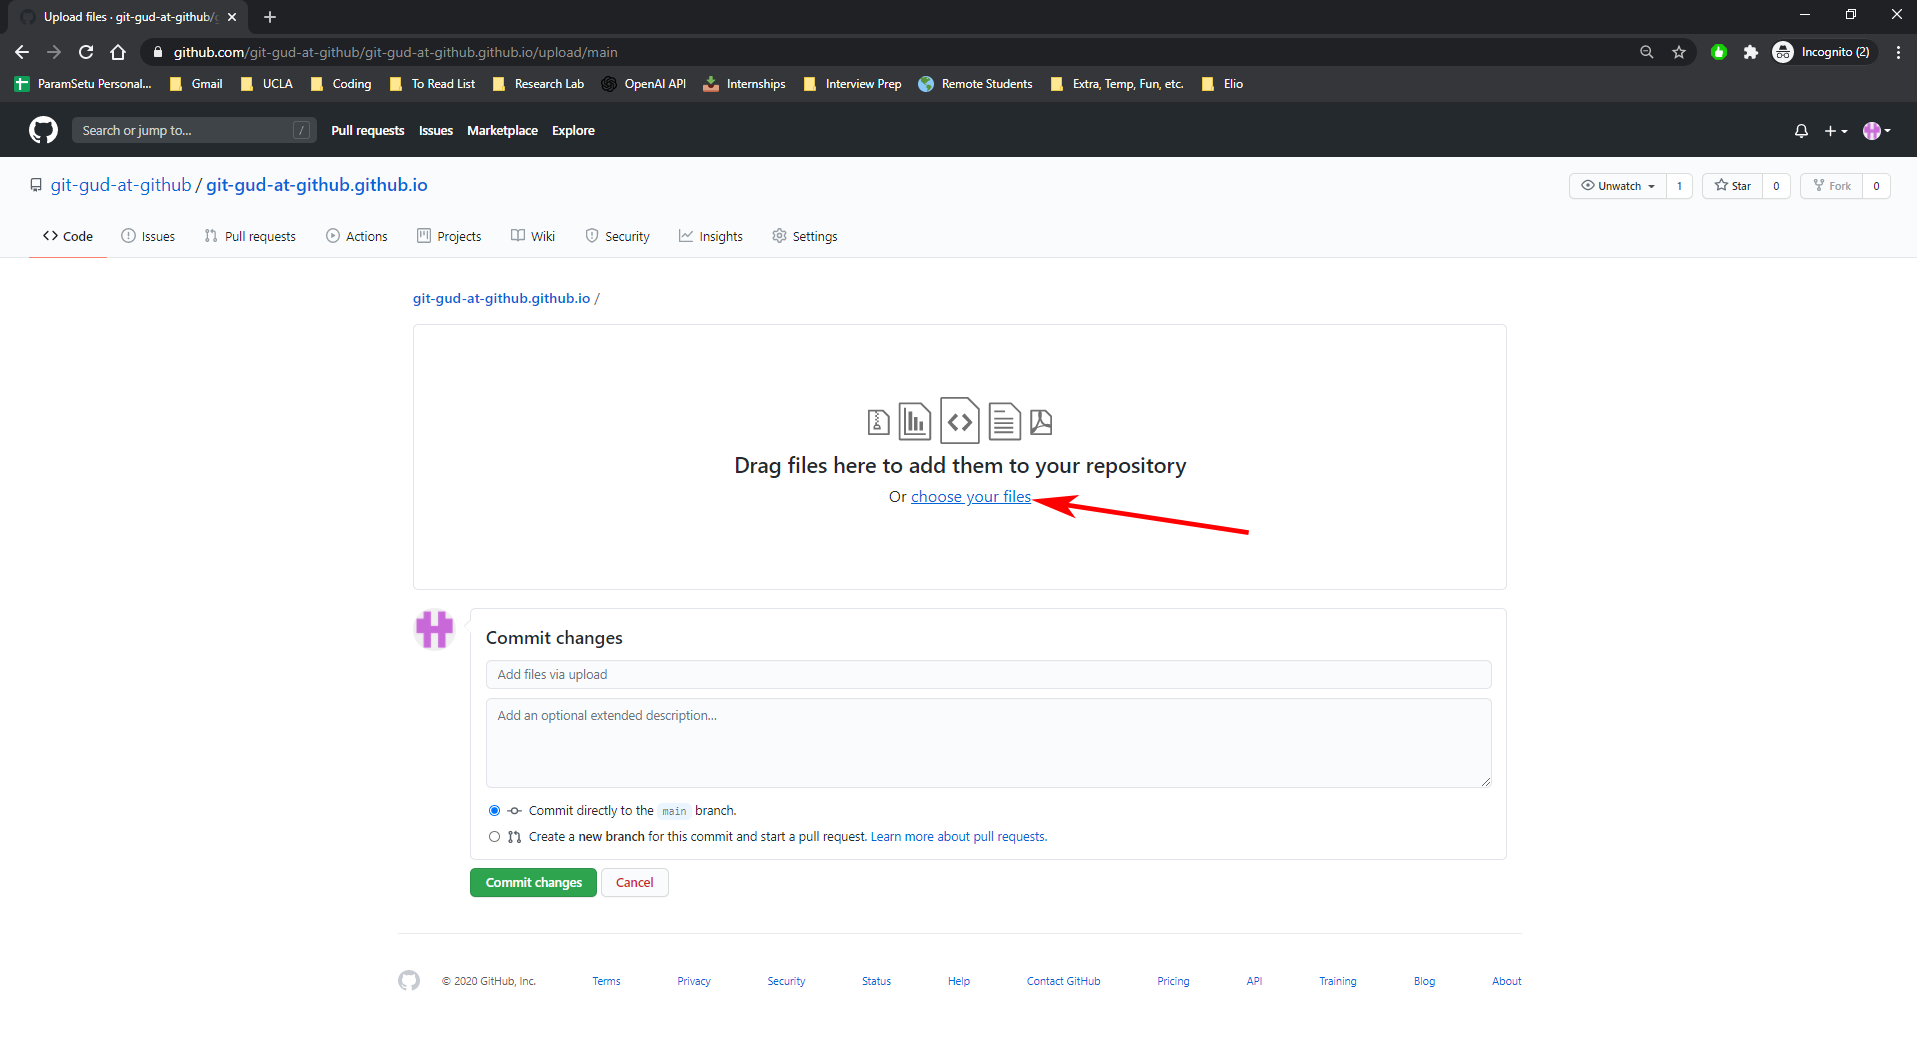 Upload files · git-gud-at-github/g
github.com/git-gud-at-github/git-gud-at-github.github.io/upload/main
Incognito (2)
ParamSetu Personal... Gmail UCLA Coding To Read List Research Lab OpenAI API Internships Interview Prep Remote Students Extra, Temp, Fun, etc. Elio
Search or jump to... / Pull requests Issues Marketplace Explore
git-gud-at-github / git-gud-at-github.github.io
Unwatch 1 Star 0 Fork 0
Code Issues Pull requests Actions Projects Wiki Security Insights Settings
git-gud-at-github.github.io /
Drag files here to add them to your repository
Or choose your files
Commit changes
Add files via upload
Add an optional extended description...
Commit directly to the main branch.
Create a new branch for this commit and start a pull request. Learn more about pull requests.
Commit changes Cancel
© 2020 GitHub, Inc. Terms Privacy Security Status Help Contact GitHub Pricing API Training Blog About